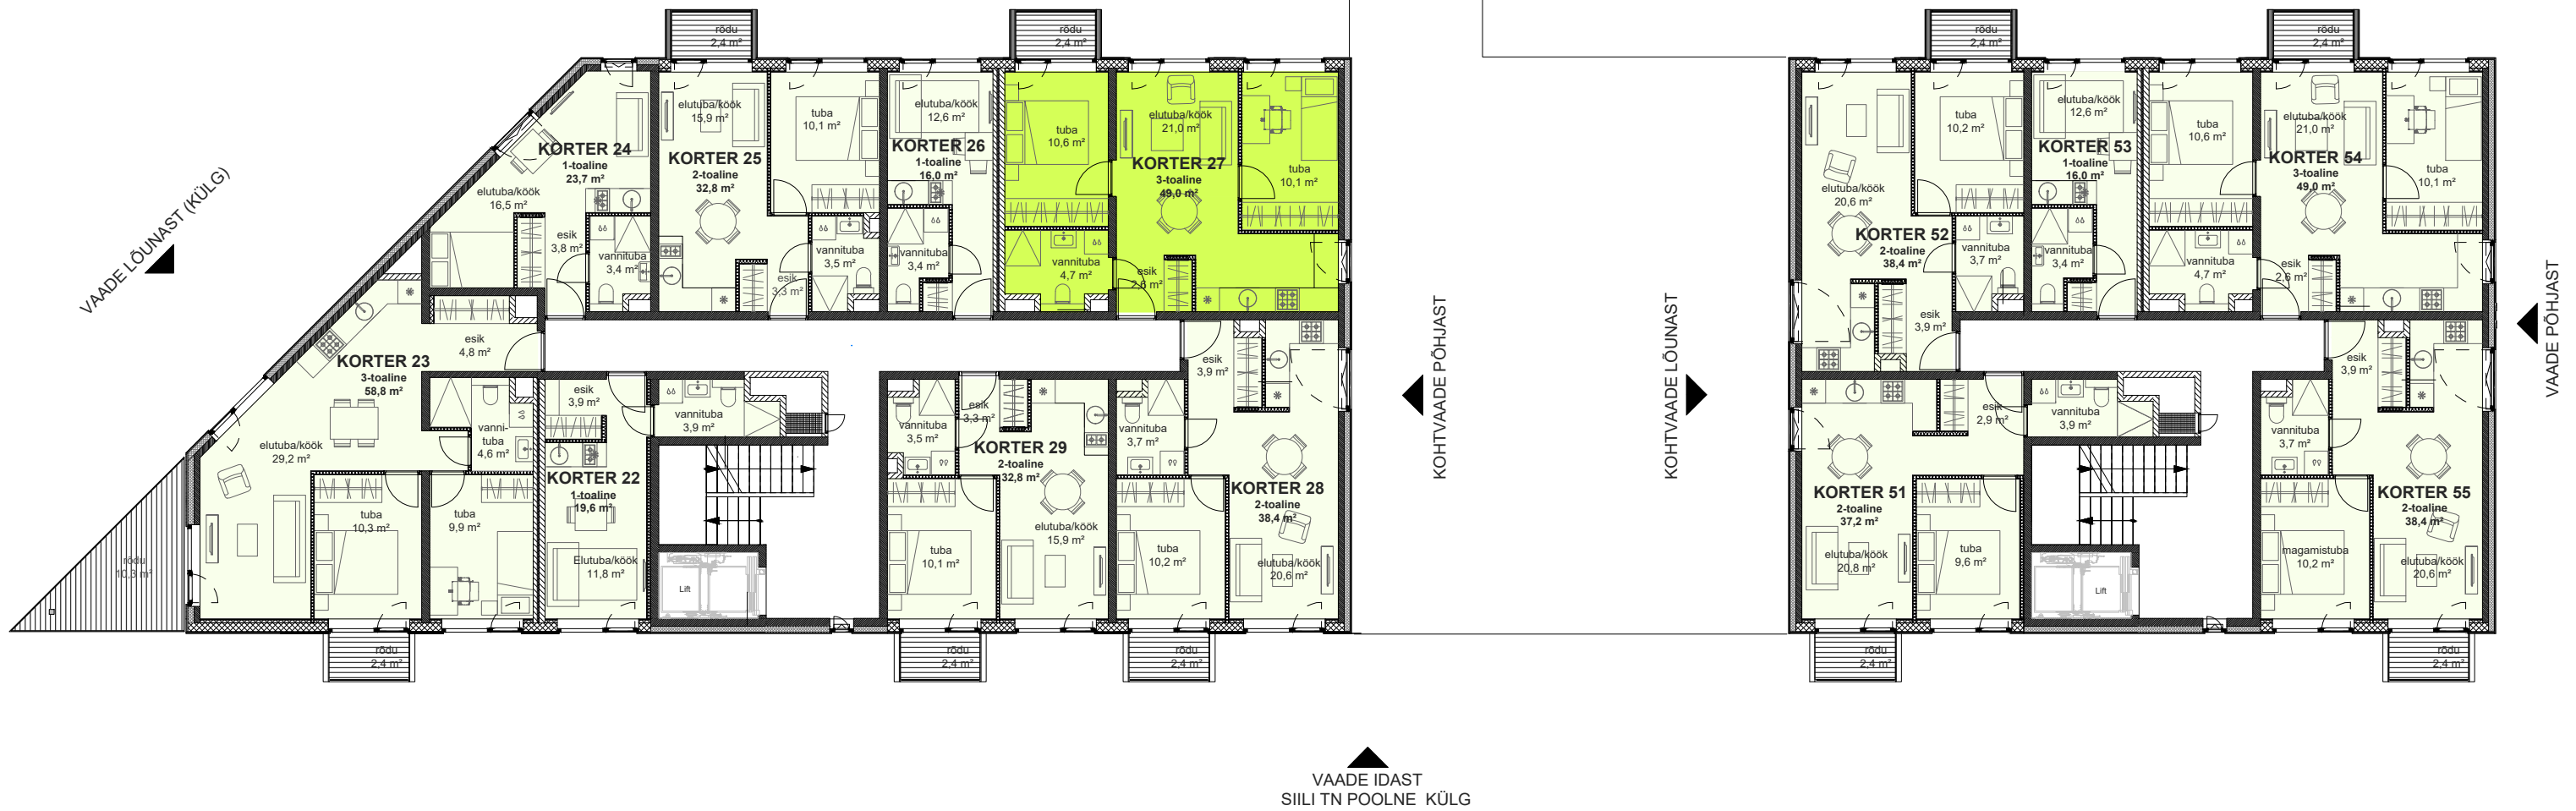 rõdu
2,4 m²
rõdu
2,4 m²
rõdu
2,4 m²
rõdu
2,4 m²
KORTER 24
1-toaline
23,7 m²
elutuba/köök
16,5 m²
esik
3,8 m²
vannituba
3,4 m²
elutuba/köök
15,9 m²
KORTER 25
2-toaline
32,8 m²
tuba
10,1 m²
vannituba
3,5 m²
esik
3,3 m²
elutuba/köök
12,6 m²
KORTER 26
1-toaline
16,0 m²
vannituba
3,4 m²
tuba
10,6 m²
vannituba
4,7 m²
elutuba/köök
21,0 m²
KORTER 27
3-toaline
49,0 m²
esik
2,6 m²
tuba
10,1 m²
elutuba/köök
20,6 m²
KORTER 52
2-toaline
38,4 m²
esik
3,9 m²
tuba
10,2 m²
vannituba
3,7 m²
elutuba/köök
12,6 m²
KORTER 53
1-toaline
16,0 m²
vannituba
3,4 m²
tuba
10,6 m²
vannituba
4,7 m²
elutuba/köök
21,0 m²
KORTER 54
3-toaline
49,0 m²
esik
2,6 m²
tuba
10,1 m²
VAADE LÕUNAST (KÜLG)
KOHTVAADE PÕHJAST
KOHTVAADE LÕUNAST
VAADE PÕHJAST
esik
4,8 m²
KORTER 23
3-toaline
58,8 m²
elutuba/köök
29,2 m²
vanni-
tuba
4,6 m²
tuba
10,3 m²
tuba
9,9 m²
rõdu
10,3 m²
esik
3,9 m²
KORTER 22
1-toaline
19,6 m²
Elutuba/köök
11,8 m²
vannituba
3,9 m²
Lift
vannituba
3,5 m²
esik
3,3 m²
KORTER 29
2-toaline
32,8 m²
elutuba/köök
15,9 m²
tuba
10,1 m²
vannituba
3,7 m²
esik
3,9 m²
KORTER 28
2-toaline
38,4 m²
tuba
10,2 m²
elutuba/köök
20,6 m²
esik
2,9 m²
KORTER 51
2-toaline
37,2 m²
elutuba/köök
20,8 m²
tuba
9,6 m²
vannituba
3,9 m²
Lift
vannituba
3,7 m²
esik
3,9 m²
KORTER 55
2-toaline
38,4 m²
magamistuba
10,2 m²
elutuba/köök
20,6 m²
rõdu
2,4 m²
rõdu
2,4 m²
rõdu
2,4 m²
rõdu
2,4 m²
rõdu
2,4 m²
VAADE IDAST
SIILI TN POOLNE KÜLG